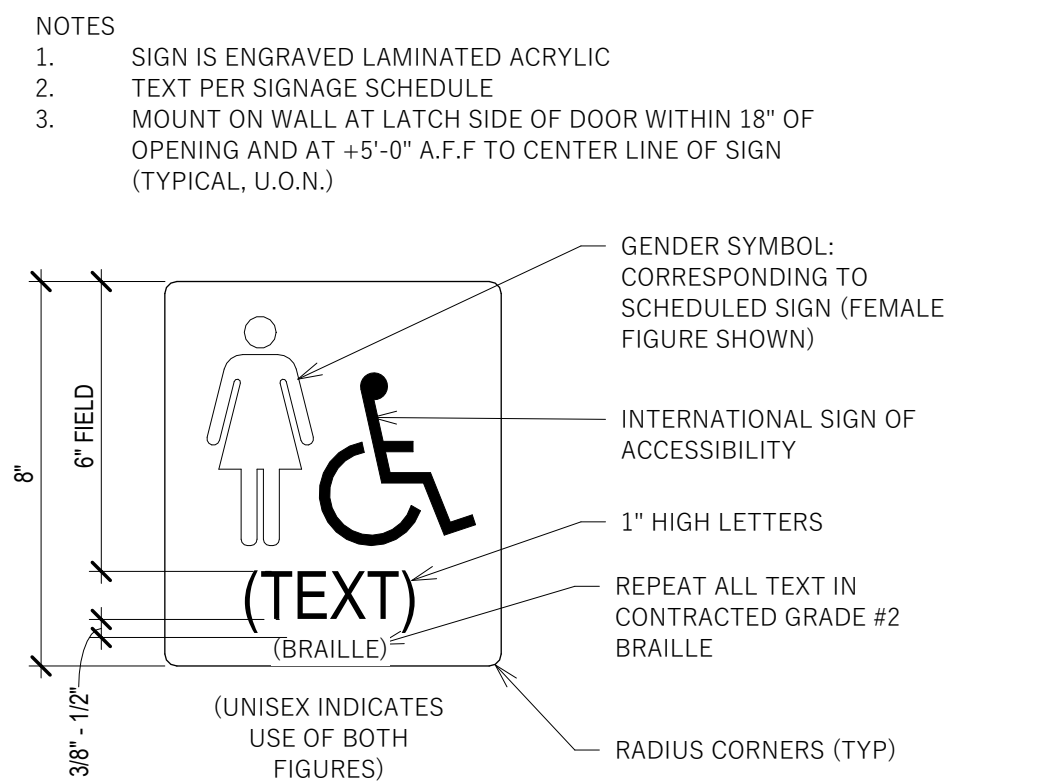 NOTES
1. SIGN IS ENGRAVED LAMINATED ACRYLIC
2. TEXT PER SIGNAGE SCHEDULE
3. MOUNT ON WALL AT LATCH SIDE OF DOOR WITHIN 18" OF
OPENING AND AT +5'-0" A.F.F TO CENTER LINE OF SIGN
(TYPICAL, U.O.N.)
GENDER SYMBOL:
CORRESPONDING TO
SCHEDULED SIGN (FEMALE
FIGURE SHOWN)
8"
6" FIELD
INTERNATIONAL SIGN OF
ACCESSIBILITY
1" HIGH LETTERS
(TEXT)
REPEAT ALL TEXT IN
CONTRACTED GRADE #2
BRAILLE
(BRAILLE)
3/8" - 1/2"
(UNISEX INDICATES
USE OF BOTH
FIGURES)
RADIUS CORNERS (TYP)